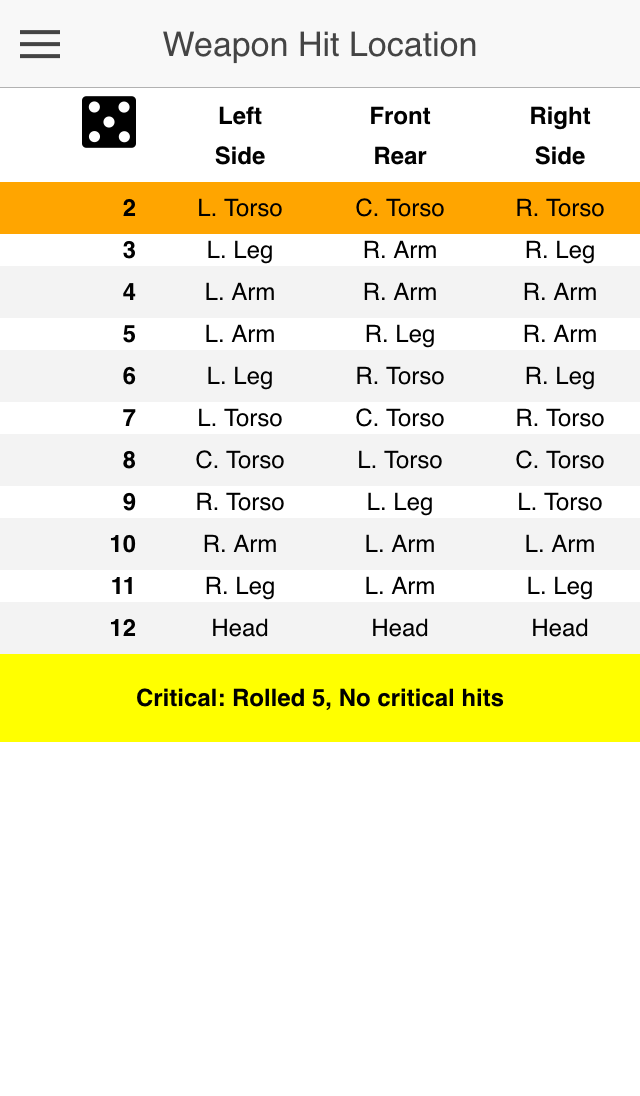 Weapon Hit Location
Left Front Right
Side Rear Side
2 L. Torso C. Torso R. Torso
3 L. Leg R. Arm R. Leg
4 L. Arm R. Arm R. Arm
5 L. Arm R. Leg R. Arm
6 L. Leg R. Torso R. Leg
7 L. Torso C. Torso R. Torso
8 C. Torso L. Torso C. Torso
9 R. Torso L. Leg L. Torso
10 R. Arm L. Arm L. Arm
11 R. Leg L. Arm L. Leg
12 Head Head Head
Critical: Rolled 5, No critical hits